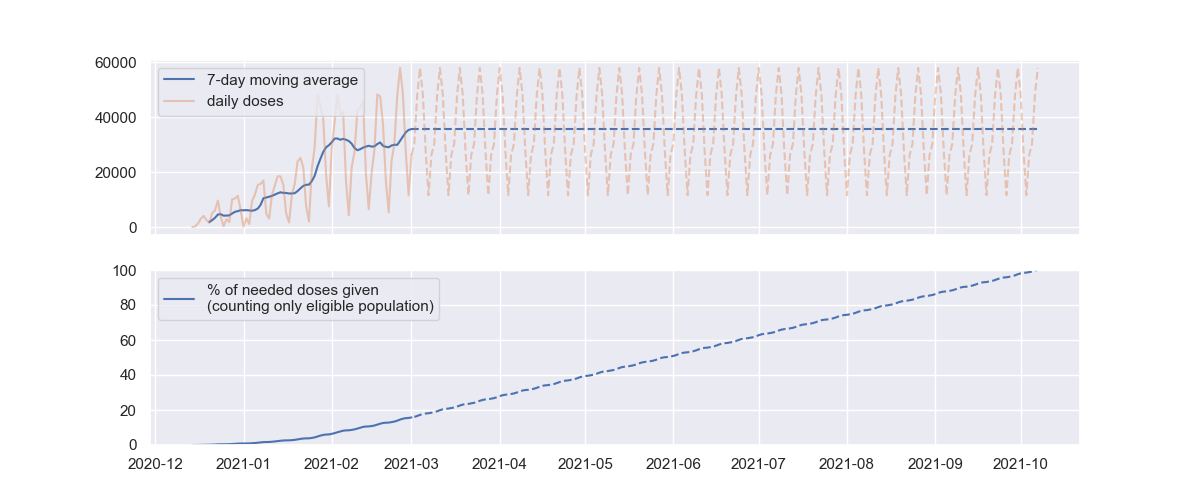 60000
40000
20000
0
7-day moving average
daily doses
100
80
60
40
20
0
% of needed doses given
(counting only eligible population)
2020-12 2021-01 2021-02 2021-03 2021-04 2021-05 2021-06 2021-07 2021-08 2021-09 2021-10